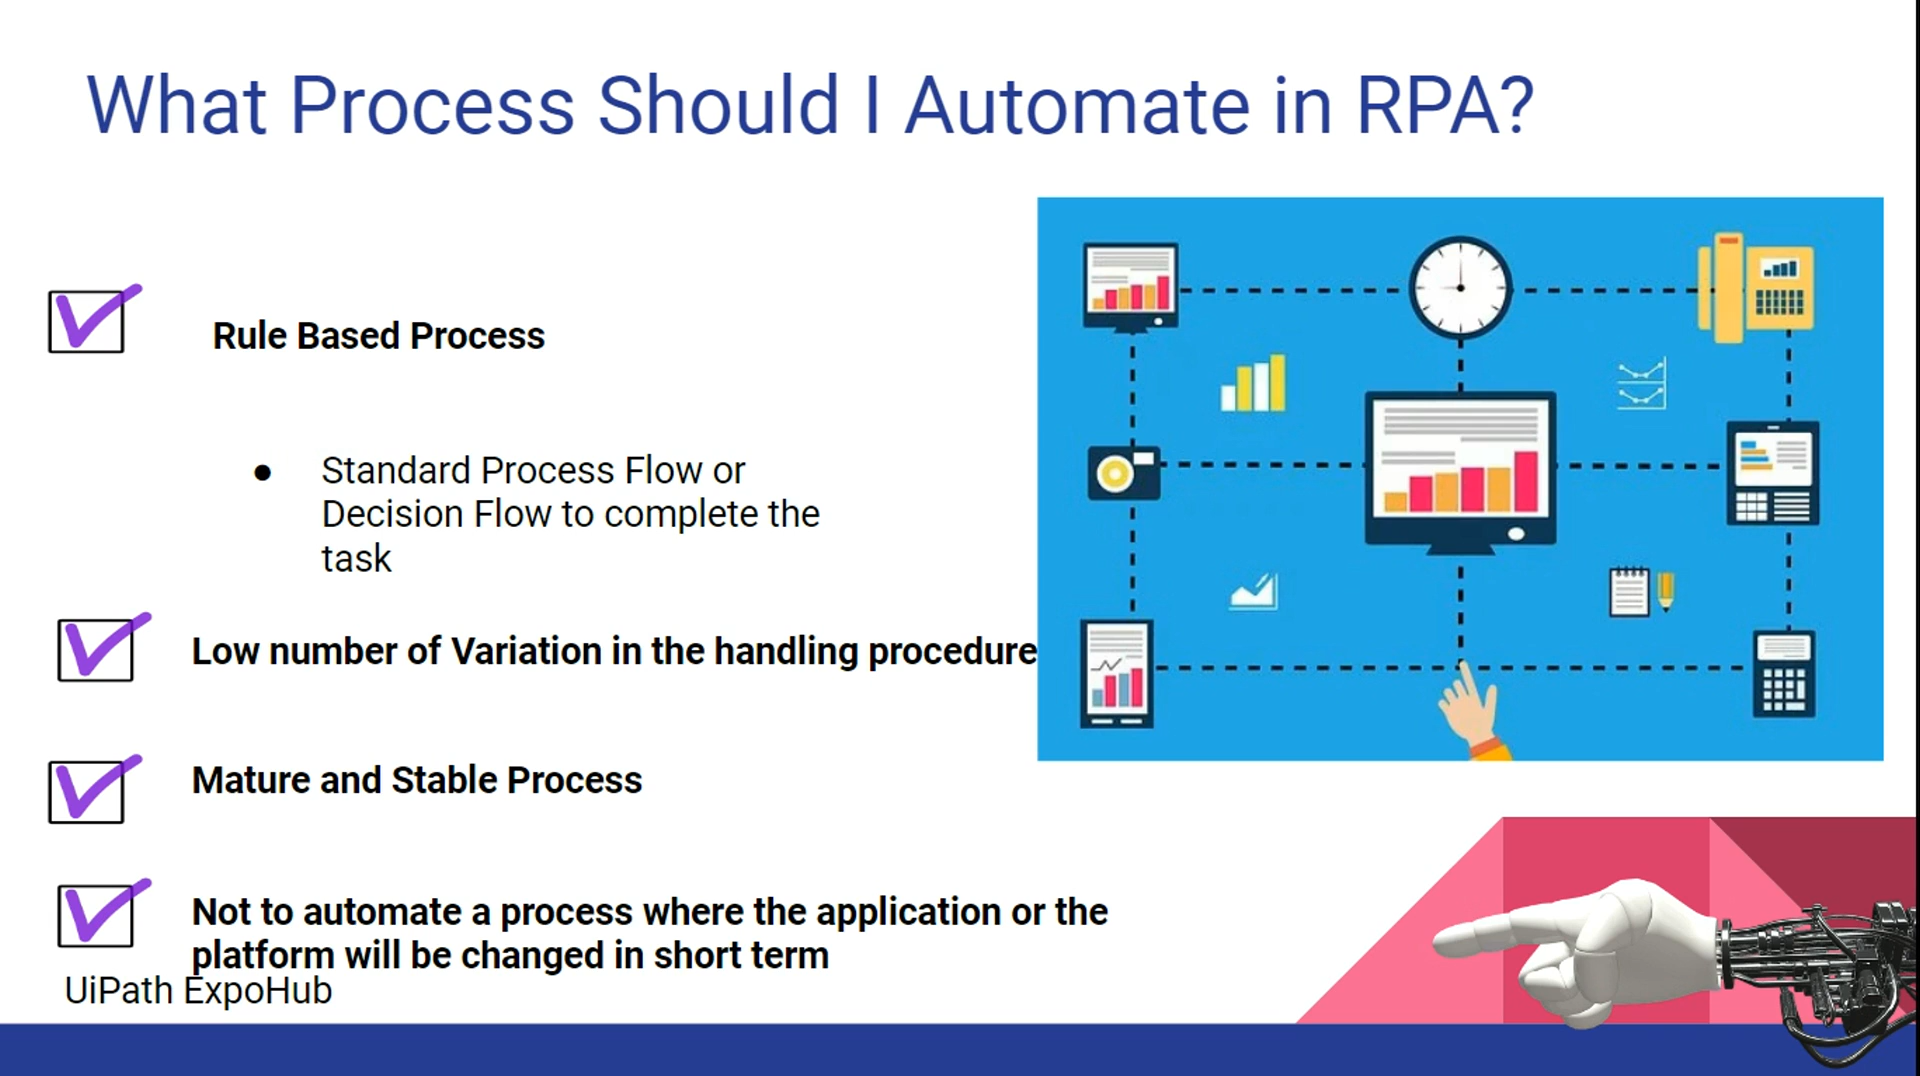 What Process Should I Automate in RPA?
Rule Based Process
● Standard Process Flow or
Decision Flow to complete the
task
Low number of Variation in the handling procedure
Mature and Stable Process
Not to automate a process where the application or the
platform will be changed in short term
UiPath ExpoHub